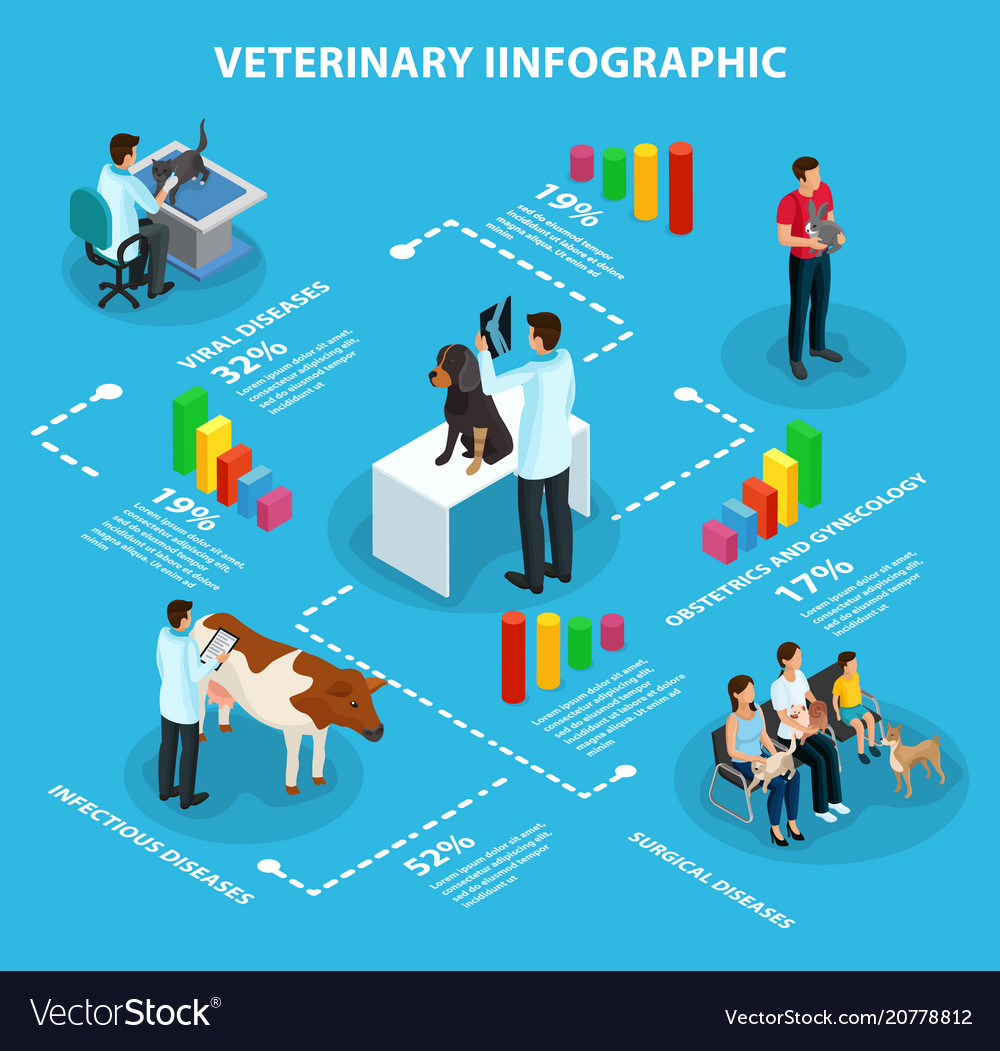 VETERINARY IINFOGRAPHIC
19%
sed do eiusmod tempor
incididunt ut labore et dolore
magna aliqua. Ut enim ad
minim
VIRAL DISEASES
32%
Lorem ipsum dolor sit amet,
consectetur adipiscing elit,
sed do eiusmod tempor
incididunt
19%
Lorem ipsum dolor sit amet,
consectetur adipiscing elit,
sed do eiusmod tempor
incididunt ut labore et dolore
magna aliqua. Ut enim ad
minim
OBSTETRICS AND GYNECOLOGY
17%
Lorem ipsum dolor sit amet,
consectetur adipiscing elit,
sed do eiusmod tempor
incididunt
Lorem ipsum dolor sit amet,
consectetur adipiscing elit,
sed do eiusmod tempor
incididunt ut labore et dolore
magna aliqua. Ut enim ad
minim
INFECTIOUS DISEASES
52%
Lorem ipsum dolor sit amet,
consectetur adipiscing elit,
sed do eiusmod tempor
incididunt
SURGICAL DISEASES
VectorStock®
VectorStock.com/20778812